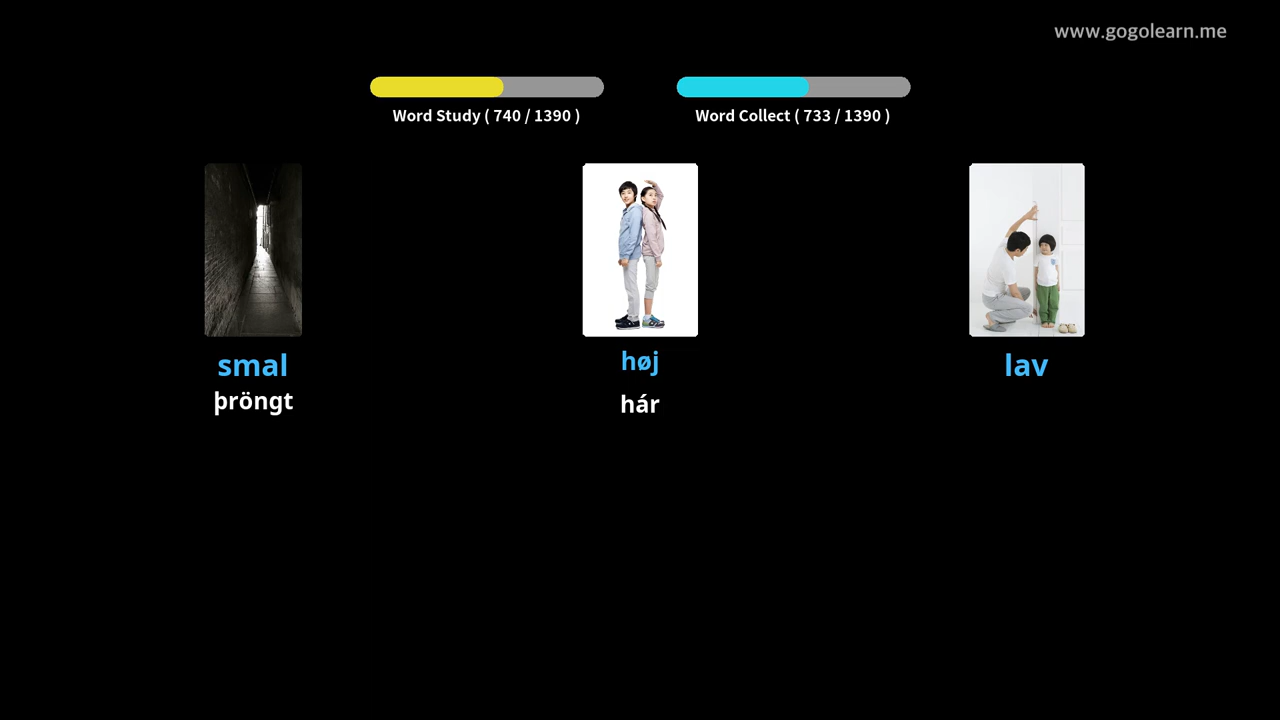 www.gogolearn.me
Word Study ( 740 / 1390 )
Word Collect ( 733 / 1390 )
smal
þröngt
høj
hár
lav